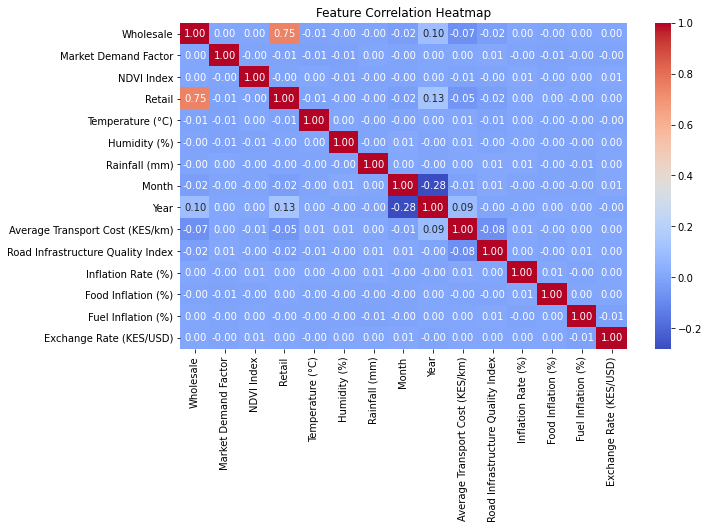 Feature Correlation Heatmap
Wholesale 1.00 0.00 0.00 0.75 -0.01 -0.00 -0.00 -0.02 0.10 -0.07 -0.02 0.00 -0.00 0.00 0.00
Market Demand Factor 0.00 1.00 -0.00 -0.01 -0.01 -0.01 0.00 0.00 0.00 0.00 0.01 -0.00 -0.01 -0.00 0.00
NDVI Index 0.00 -0.00 1.00 -0.00 -0.00 0.00 -0.01 -0.00 0.00 -0.01 -0.00 0.01 -0.00 0.00 0.01
Retail 0.75 -0.01 -0.00 1.00 -0.01 -0.00 -0.00 -0.02 0.13 -0.05 -0.02 0.00 0.00 -0.00 0.00
Temperature (°C) -0.01 -0.01 -0.00 -0.01 1.00 0.00 -0.00 -0.00 0.00 0.01 -0.01 0.00 -0.00 -0.00 0.00
Humidity (%) -0.00 -0.01 0.00 -0.00 0.00 1.00 -0.00 0.01 -0.00 0.01 -0.00 0.00 -0.00 0.00 -0.00
Rainfall (mm) -0.00 0.00 -0.01 -0.00 -0.00 -0.00 1.00 0.00 -0.00 -0.00 0.01 0.01 -0.00 -0.01 0.00
Month -0.02 0.00 -0.00 -0.02 -0.00 0.01 0.00 1.00 -0.28 -0.01 0.01 -0.00 -0.00 -0.00 0.01
Year 0.10 0.00 0.00 0.13 0.00 -0.00 -0.00 -0.28 1.00 0.09 -0.00 -0.00 -0.00 0.00 -0.00
Average Transport Cost (KES/km) -0.07 0.00 -0.01 -0.05 0.01 0.01 -0.00 -0.01 0.09 1.00 -0.08 0.01 -0.00 0.00 0.00
Road Infrastructure Quality Index -0.02 0.01 -0.00 -0.02 -0.01 -0.00 0.01 0.01 -0.00 -0.08 1.00 0.00 -0.00 0.01 0.00
Inflation Rate (%) 0.00 -0.00 0.01 0.00 0.00 0.00 0.01 -0.00 -0.00 0.01 0.00 1.00 0.01 -0.00 0.00
Food Inflation (%) -0.00 -0.01 -0.00 0.00 -0.00 -0.00 -0.00 -0.00 -0.00 -0.00 -0.00 0.01 1.00 0.00 0.00
Fuel Inflation (%) 0.00 -0.00 0.00 -0.00 -0.00 0.00 -0.01 -0.00 0.00 0.00 0.01 -0.00 0.00 1.00 -0.01
Exchange Rate (KES/USD) 0.00 0.00 0.01 0.00 0.00 -0.00 0.00 0.01 -0.00 0.00 0.00 0.00 0.00 -0.01 1.00
Wholesale
Market Demand Factor
NDVI Index
Retail
Temperature (°C)
Humidity (%)
Rainfall (mm)
Month
Year
Average Transport Cost (KES/km)
Road Infrastructure Quality Index
Inflation Rate (%)
Food Inflation (%)
Fuel Inflation (%)
Exchange Rate (KES/USD)
1.0
0.8
0.6
0.4
0.2
0.0
−0.2